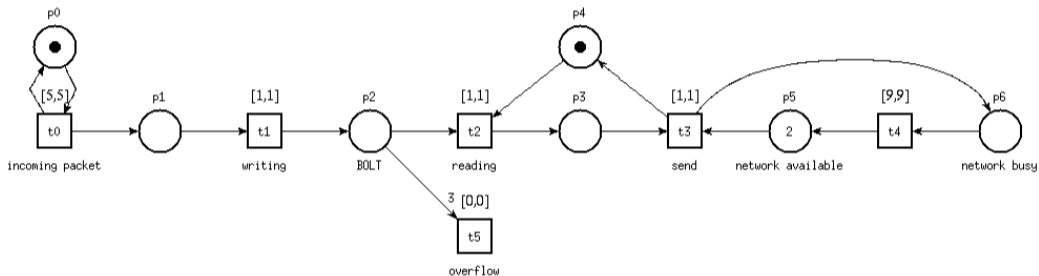 p0
p4
[5,5]
p1
[1,1]
p2
[1,1]
p3
[1,1]
p5
[9,9]
p6
t0
t1
t2
t3
2
t4
incoming packet
writing
BOLT
reading
send
network available
network busy
3
[0,0]
t5
overflow